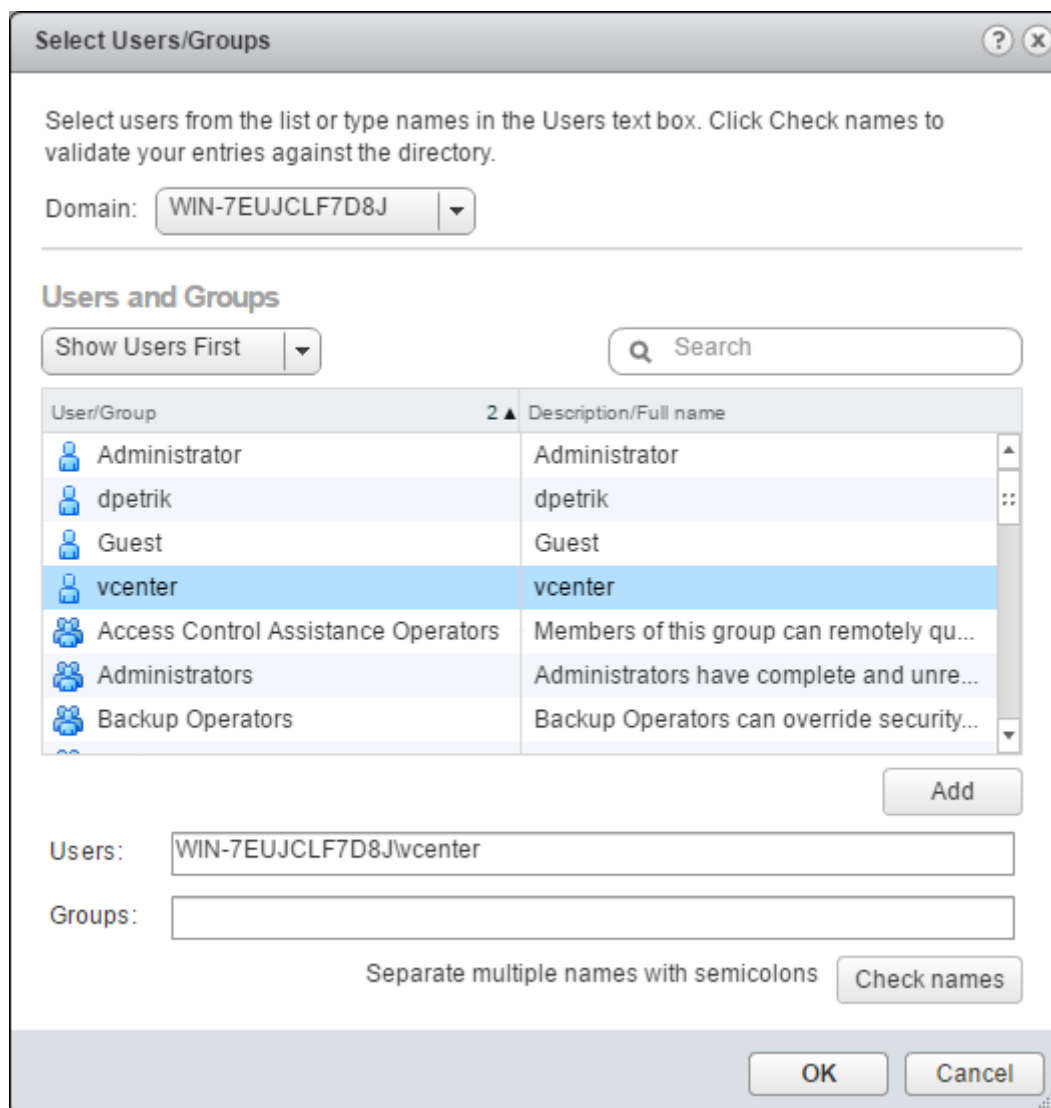 Select Users/Groups
Select users from the list or type names in the Users text box. Click Check names to
validate your entries against the directory.
Domain: WIN-7EUJCLF7D8J
Users and Groups
Show Users First Search
User/Group 2 Description/Full name
Administrator Administrator
dpetrik dpetrik
Guest Guest
vcenter vcenter
Access Control Assistance Operators Members of this group can remotely qu...
Administrators Administrators have complete and unre...
Backup Operators Backup Operators can override security...
Add
Users: WIN-7EUJCLF7D8J\vcenter
Groups:
Separate multiple names with semicolons Check names
OK Cancel